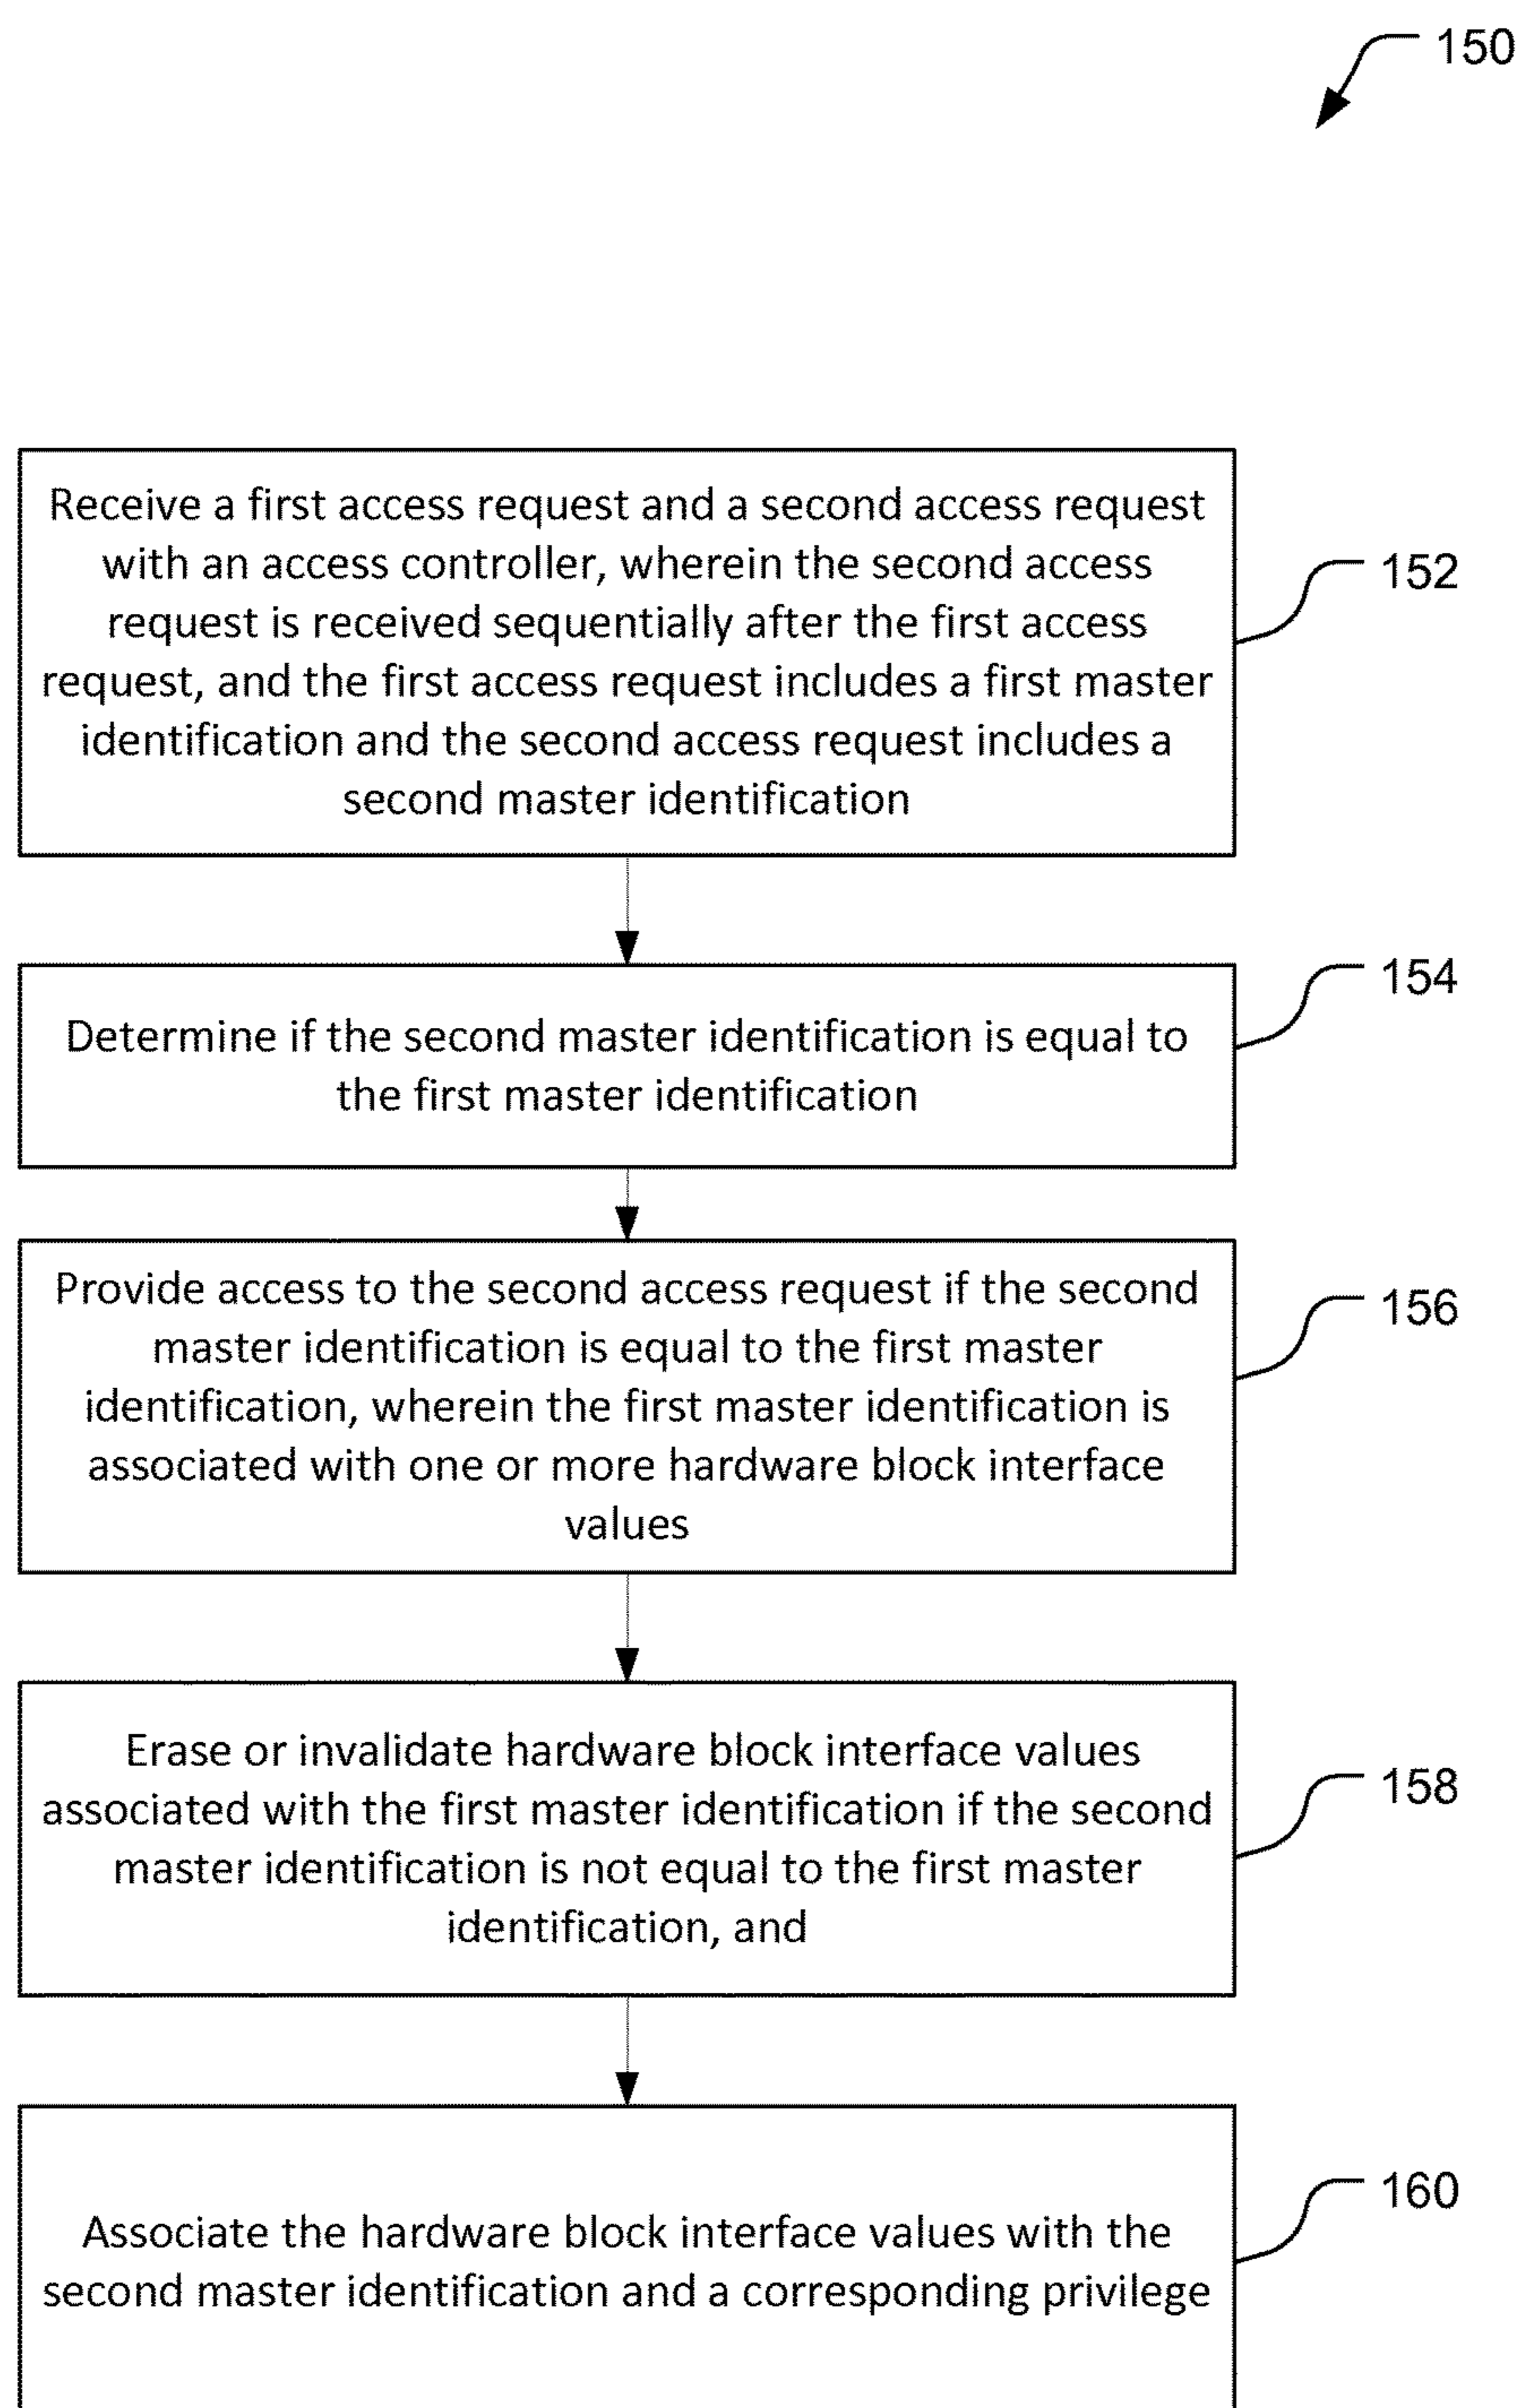 150
Receive a first access request and a second access request
with an access controller, wherein the second access
request is received sequentially after the first access
request, and the first access request includes a first master
identification and the second access request includes a
second master identification
152
Determine if the second master identification is equal to
the first master identification
154
Provide access to the second access request if the second
master identification is equal to the first master
identification, wherein the first master identification is
associated with one or more hardware block interface
values
156
Erase or invalidate hardware block interface values
associated with the first master identification if the second
master identification is not equal to the first master
identification, and
158
Associate the hardware block interface values with the
second master identification and a corresponding privilege
160